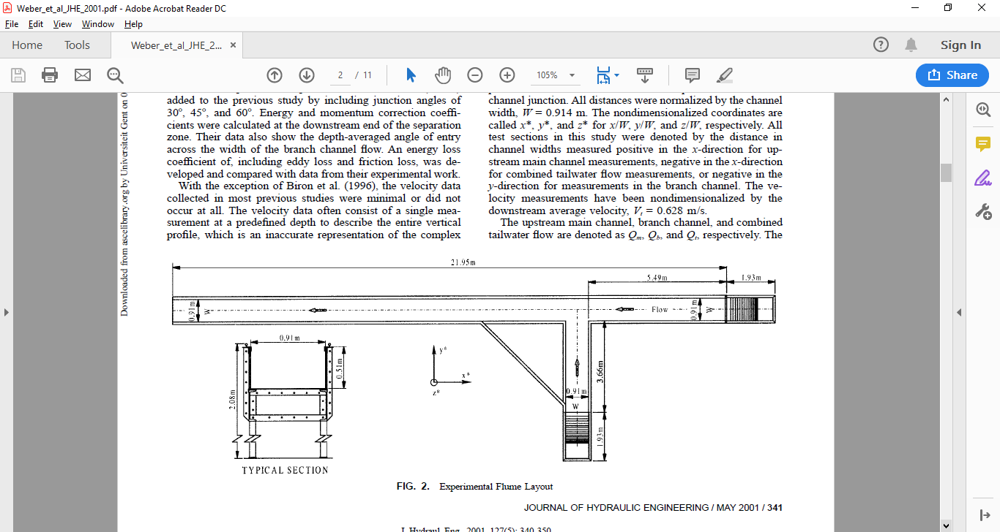 Weber_et_al_JHE_2001.pdf - Adobe Acrobat Reader DC
File Edit View Window Help
Home Tools Weber_et_al_JHE_2... ×
? Sign In
2 / 11 105% Share
Downloaded from ascelibrary.org by Universiteit Gent on 0
added to the previous study by including junction angles of
30°, 45°, and 60°. Energy and momentum correction coeffi-
cients were calculated at the downstream end of the separation
zone. Their data also show the depth-averaged angle of entry
across the width of the branch channel flow. An energy loss
coefficient of, including eddy loss and friction loss, was de-
veloped and compared with data from their experimental work.
With the exception of Biron et al. (1996), the velocity data
collected in most previous studies were minimal or did not
occur at all. The velocity data often consist of a single mea-
surement at a predefined depth to describe the entire vertical
profile, which is an inaccurate representation of the complex
channel junction. All distances were normalized by the channel
width, W = 0.914 m. The nondimensionalized coordinates are
called x*, y*, and z* for x/W, y/W, and z/W, respectively. All
test sections in this study were denoted by the distance in
channel widths measured positive in the x-direction for up-
stream main channel measurements, negative in the x-direction
for combined tailwater flow measurements, or negative in the
y-direction for measurements in the branch channel. The ve-
locity measurements have been nondimensionalized by the
downstream average velocity, Vt = 0.628 m/s.
The upstream main channel, branch channel, and combined
tailwater flow are denoted as Qm, Qb, and Qt, respectively. The
21.95m
5.49m 1.93m
0.91m W Flow 0.91m W
0.91m
0.51m
2.08m
y*
x*
z*
3.66m
0.91m
W
1.93m
TYPICAL SECTION
FIG. 2. Experimental Flume Layout
JOURNAL OF HYDRAULIC ENGINEERING / MAY 2001 / 341
J. Hydraul. Eng., 2001, 127(5): 340-350